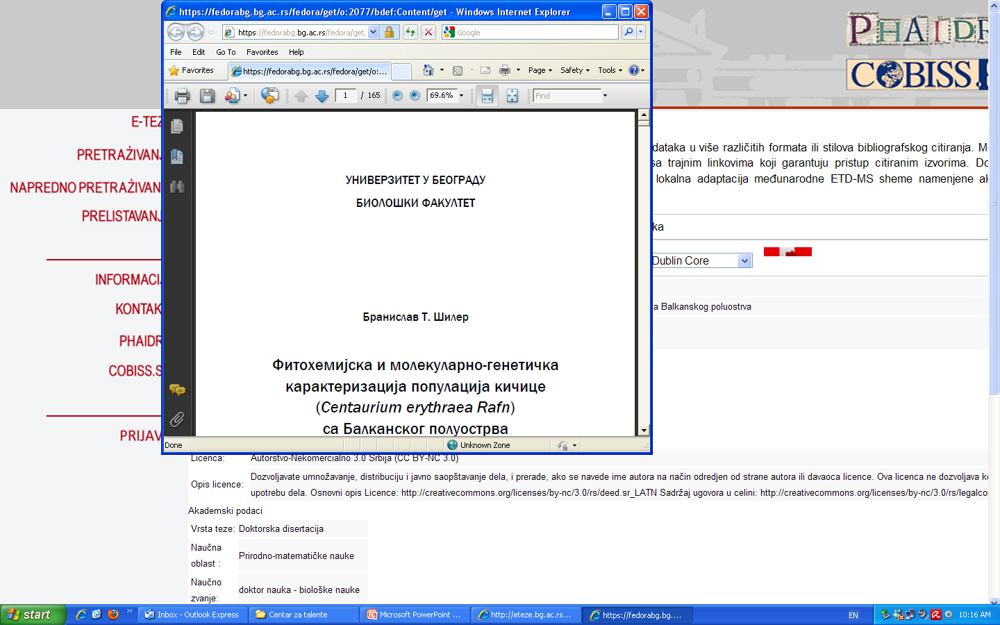 https://fedorabg.bg.ac.rs/fedora/get/o:2077/bdef:Content/get - Windows Internet Explorer
https://fedorabg.bg.ac.rs/fedora/get,
Google
File Edit Go To Favorites Help
Favorites
https://fedorabg.bg.ac.rs/fedora/get/o:...
Page Safety Tools
1 / 165 69.6% Find
УНИВЕРЗИТЕТ У БЕОГРАДУ
БИОЛОШКИ ФАКУЛТЕТ
Бранислав Т. Шилер
Фитохемијска и молекуларно-генетичка
карактеризација популација кичице
(Centaurium erythraea Rafn)
са Балканског полуострва
Done Unknown Zone
PHAIDR
COBISS.
E-TEZ
PRETRAŽIVANJ
NAPREDNO PRETRAŽIVAN
PRELISTAVANJ
INFORMACIJ
KONTAK
PHAIDR
COBISS.S
PRIJAV
dataka u više različitih formata ili stilova bibliografskog citiranja. M
sa trajnim linkovima koji garantuju pristup citiranim izvorima. Do
lokalna adaptacija međunarodne ETD-MS sheme namenjene ak
ka
Dublin Core
a Balkanskog poluostrva
Licenca: Autorstvo-Nekomercialno 3.0 Srbija (CC BY-NC 3.0)
Opis licence: Dozvoljavate umnožavanje, distribuciju i javno saopštavanje dela, i prerade, ako se navede ime autora na način odredjen od strane autora ili davaoca licence. Ova licenca ne dozvoljava ko
upotrebu dela. Osnovni opis Licence: http://creativecommons.org/licenses/by-nc/3.0/rs/deed.sr_LATN Sadržaj ugovora u celini: http://creativecommons.org/licenses/by-nc/3.0/rs/legalcod
Akademski podaci
Vrsta teze: Doktorska disertacija
Naučna
oblast : Prirodno-matematičke nauke
Naučno
zvanje: doktor nauka - biološke nauke
start Inbox - Outlook Express Centar za talente Microsoft PowerPoint ... http://eteze.bg.ac.rs... https://fedorabg.bg.... EN 10:16 AM